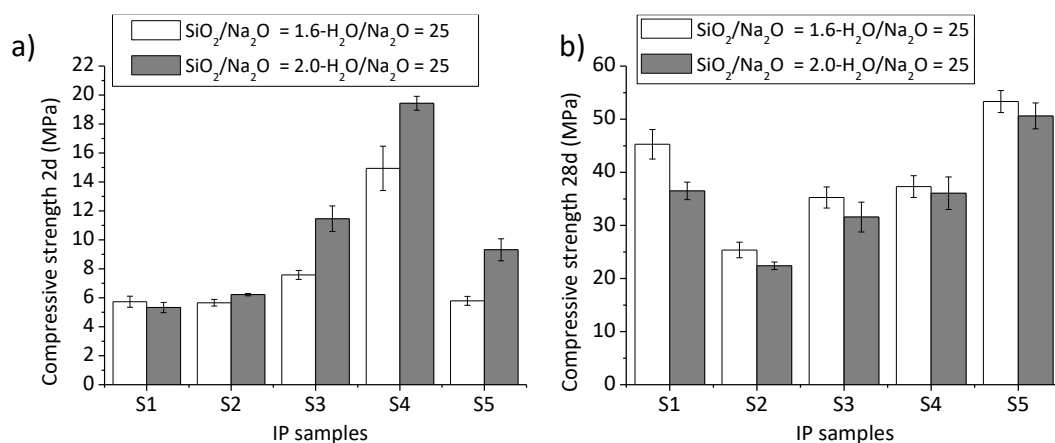 a)
SiO₂/Na₂O = 1.6-H₂O/Na₂O = 25
SiO₂/Na₂O = 2.0-H₂O/Na₂O = 25
Compressive strength 2d (MPa)
22
20
18
16
14
12
10
8
6
4
2
0
S1 S2 S3 S4 S5
IP samples
b)
SiO₂/Na₂O = 1.6-H₂O/Na₂O = 25
SiO₂/Na₂O = 2.0-H₂O/Na₂O = 25
Compressive strength 28d (MPa)
60
50
40
30
20
10
0
S1 S2 S3 S4 S5
IP samples